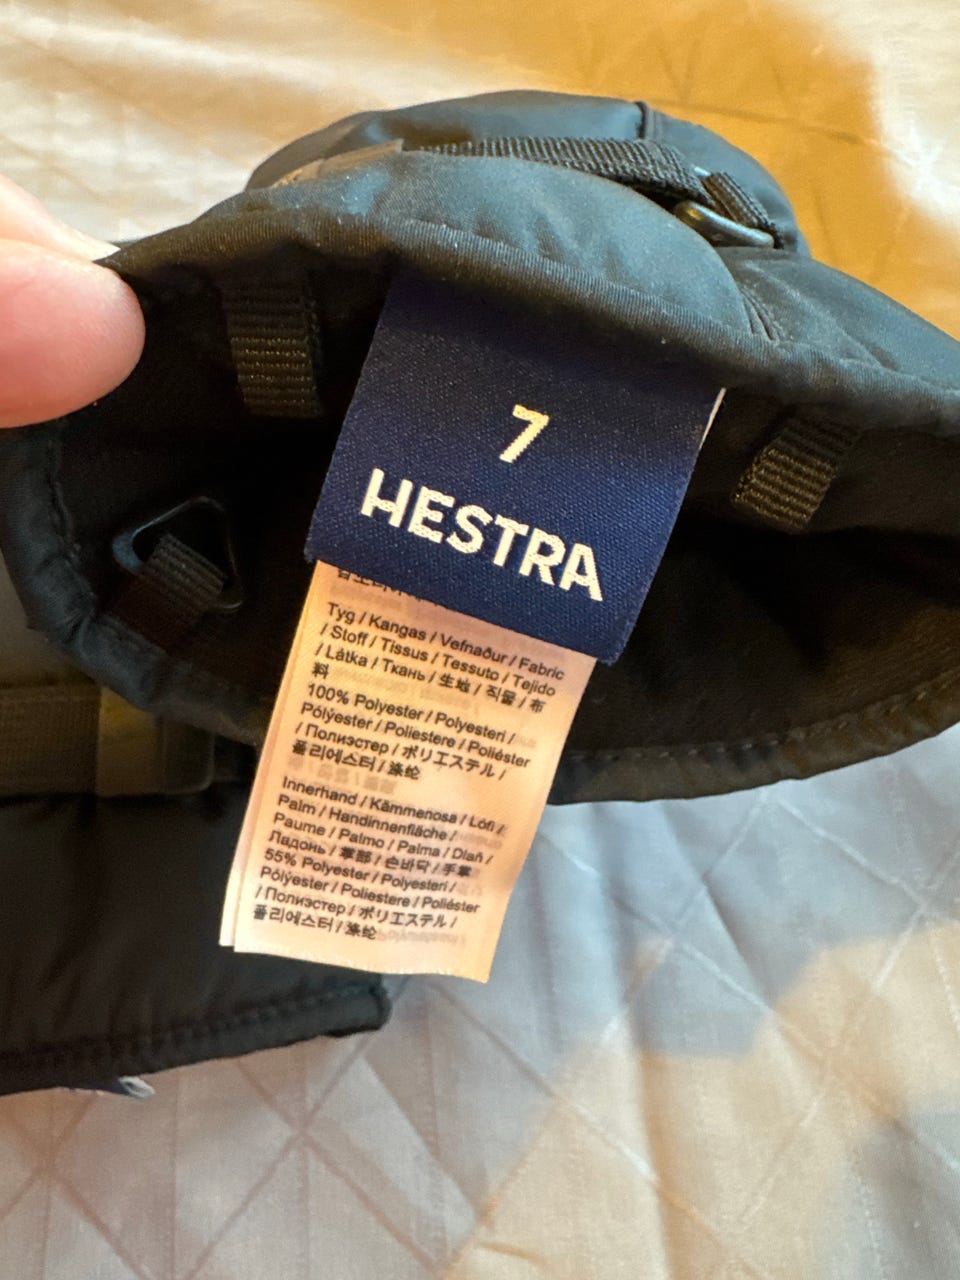 7
HESTRA
Tyg / Kangas / Vefnaður / Fabric
/ Stoff / Tissus / Tessuto / Tejido
/ Látka / Ткань / 生地 / 직물 / 布
料
100% Polyester / Polyesteri /
Pólýester / Poliestere / Poliéster
/ Полиэстер / ポリエステル /
폴리에스터 / 涤纶
Innerhand / Kämmenosa / Lófi /
Palm / Handinnenfläche /
Paume / Palmo / Palma / Dlaň /
Ладонь / 掌部 / 손바닥 / 手掌
55% Polyester / Polyesteri /
Pólýester / Poliestere / Poliéster
/ Полиэстер / ポリエステル /
폴리에스터 / 涤纶